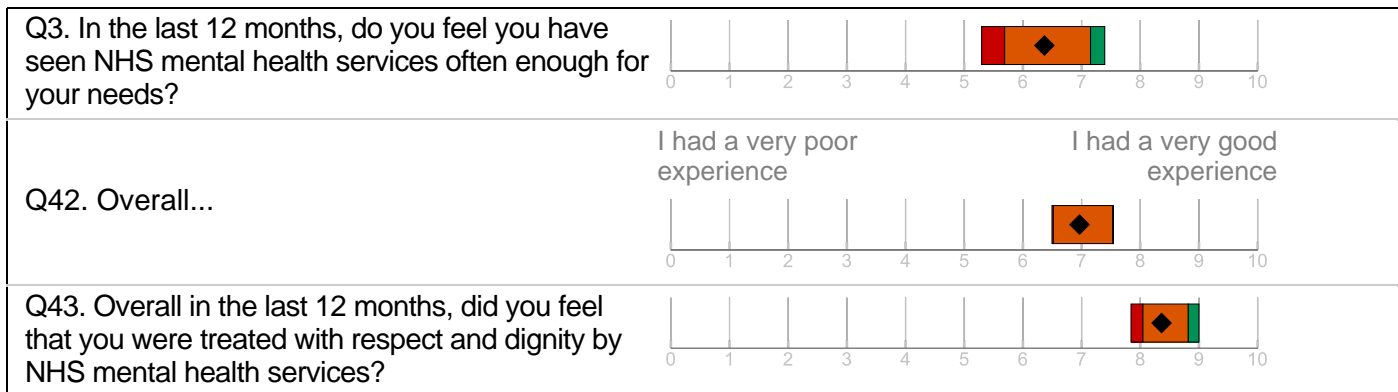 Q3. In the last 12 months, do you feel you have
seen NHS mental health services often enough for
your needs?
0 1 2 3 4 5 6 7 8 9 10
I had a very poor
experience
I had a very good
experience
Q42. Overall...
0 1 2 3 4 5 6 7 8 9 10
Q43. Overall in the last 12 months, did you feel
that you were treated with respect and dignity by
NHS mental health services?
0 1 2 3 4 5 6 7 8 9 10